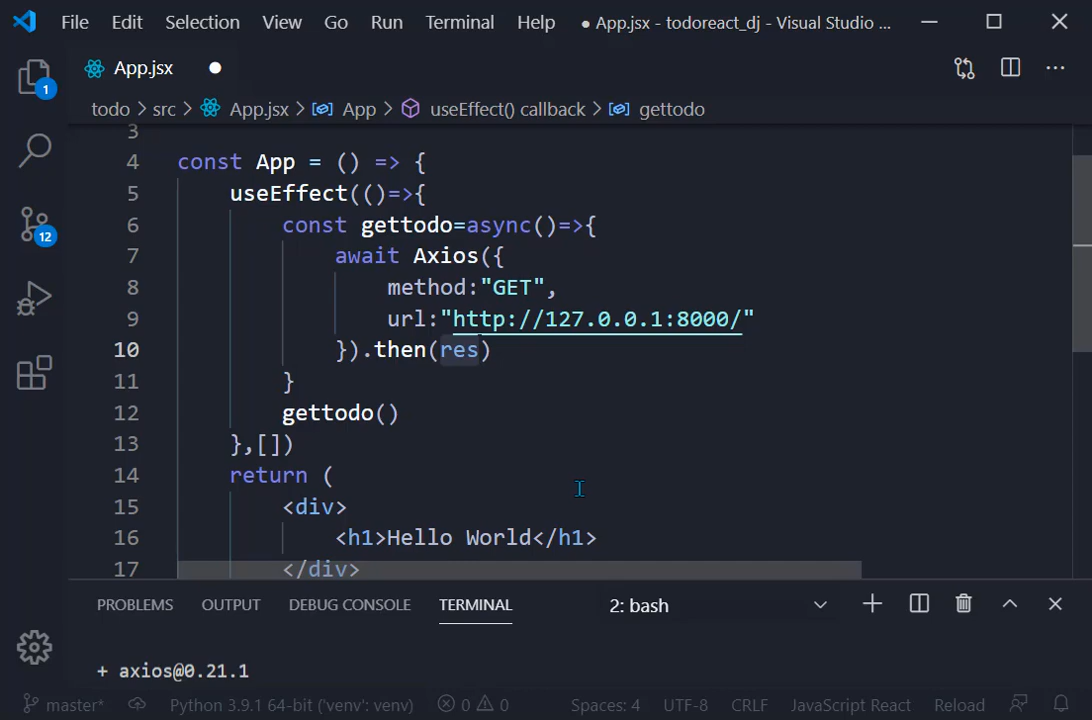 File Edit Selection View Go Run Terminal Help ● App.jsx - todoreact_dj - Visual Studio ...
App.jsx
todo > src > App.jsx > App > useEffect() callback > gettodo
3
4 const App = () => {
5 useEffect(()=>{
6 const gettodo=async()=>{
7 await Axios({
8 method:"GET",
9 url:"http://127.0.0.1:8000/"
10 }).then(res)
11 }
12 gettodo()
13 },[])
14 return (
15 <div>
16 <h1>Hello World</h1>
17 </div>
1
12
PROBLEMS OUTPUT DEBUG CONSOLE TERMINAL 2: bash
+ axios@0.21.1
master* Python 3.9.1 64-bit ('venv': venv) 0 0 Spaces: 4 UTF-8 CRLF JavaScript React Reload